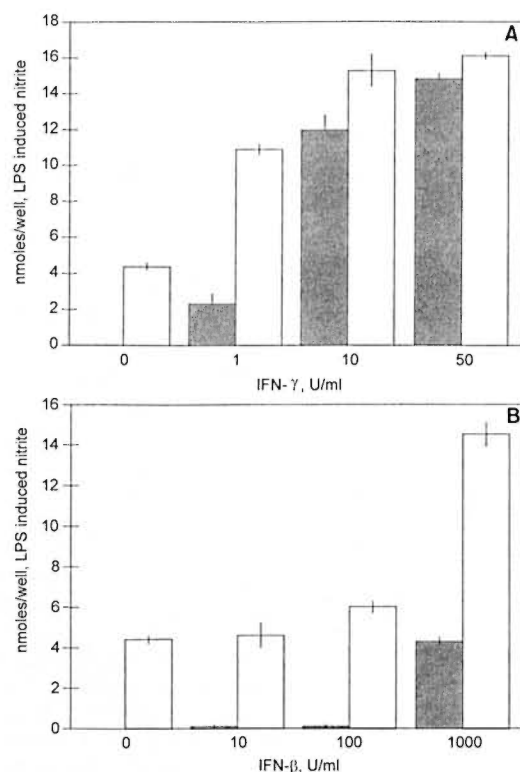 A
18
16
14
12
10
8
6
4
2
0
nmoles/well, LPS induced nitrite
0 1 10 50
IFN-γ, U/ml
B
16
14
12
10
8
6
4
2
0
nmoles/well, LPS induced nitrite
0 10 100 1000
IFN-β, U/ml